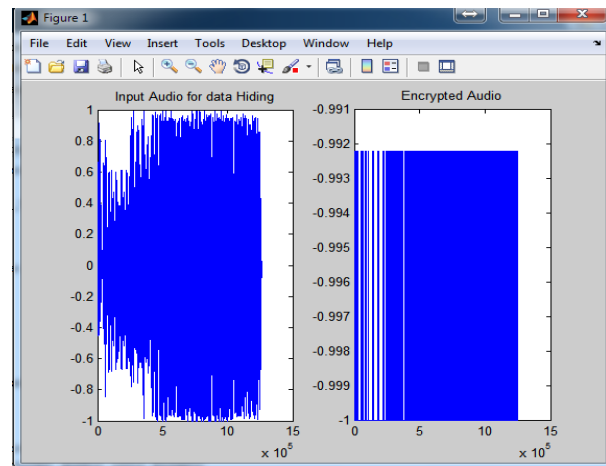 Figure 1
File Edit View Insert Tools Desktop Window Help
Input Audio for data Hiding
1
0.8
0.6
0.4
0.2
0
-0.2
-0.4
-0.6
-0.8
-1
0 5 10 15
x 10^5
Encrypted Audio
-0.991
-0.992
-0.993
-0.994
-0.995
-0.996
-0.997
-0.998
-0.999
-1
0 5 10 15
x 10^5